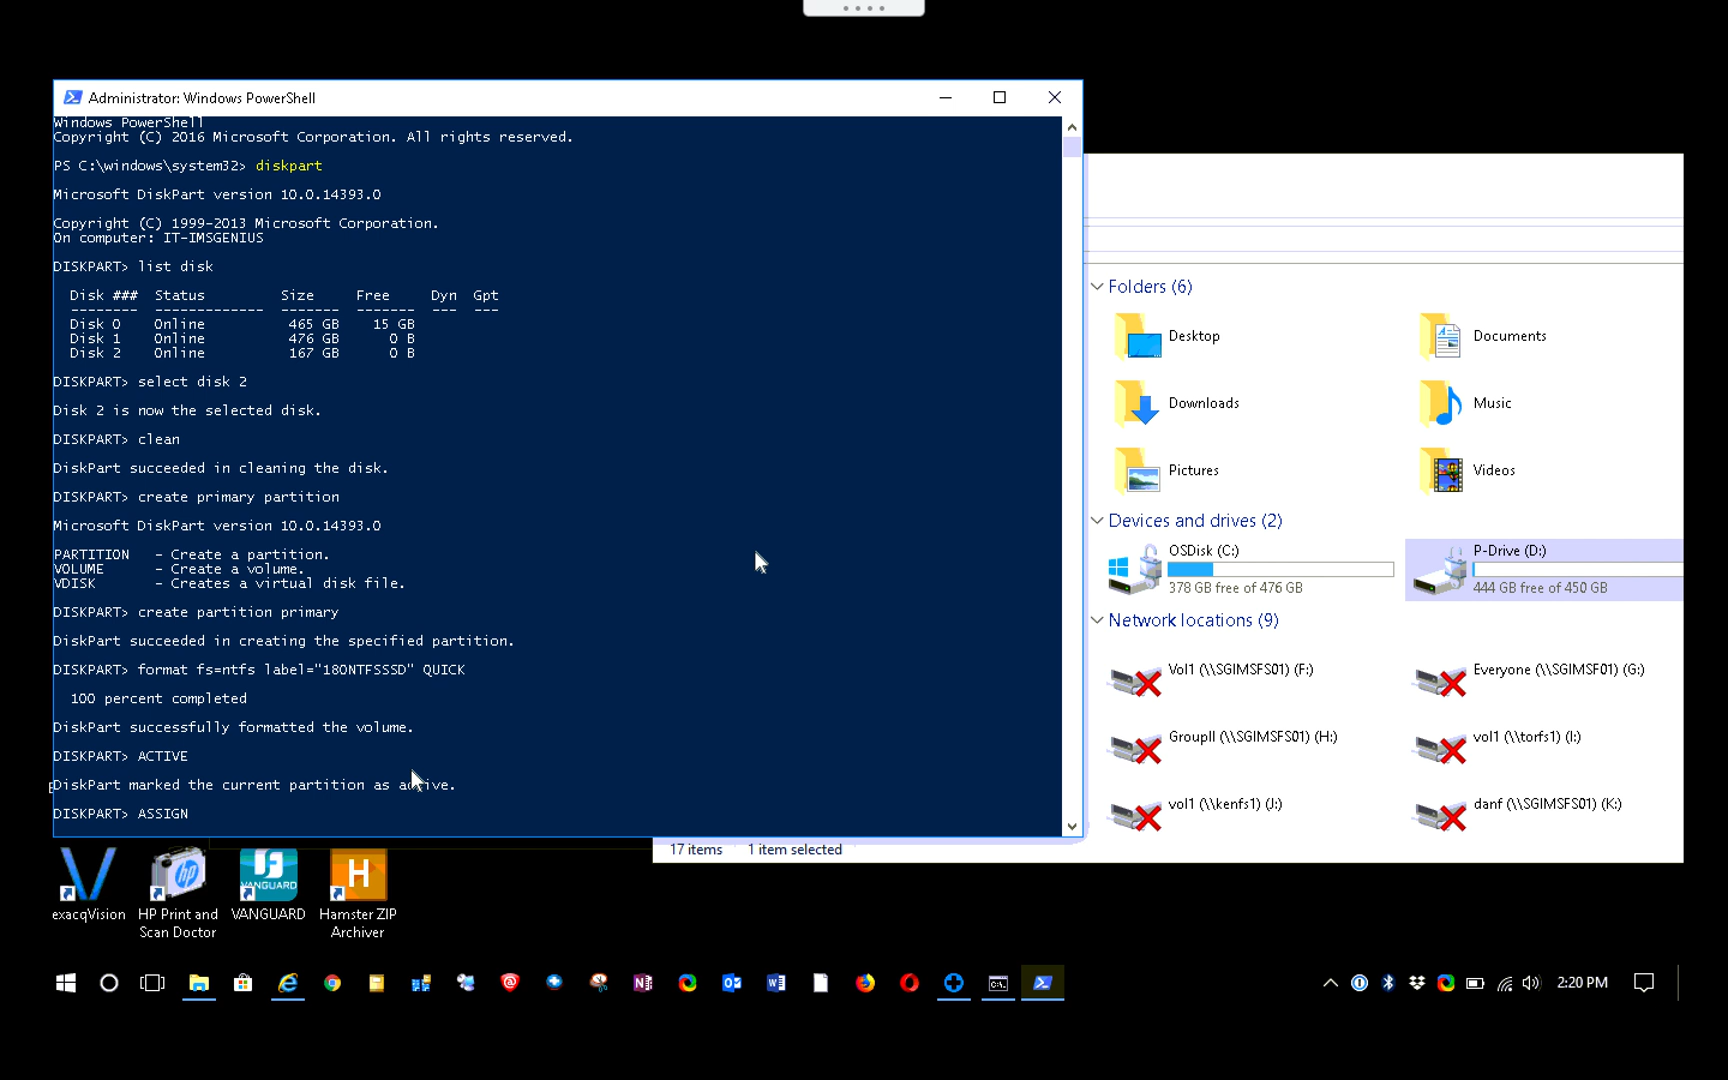 Administrator: Windows PowerShell
Windows PowerShell
Copyright (C) 2016 Microsoft Corporation. All rights reserved.
PS C:\windows\system32> diskpart
Microsoft DiskPart version 10.0.14393.0
Copyright (C) 1999-2013 Microsoft Corporation.
On computer: IT-IMSGENIUS
DISKPART> list disk
Disk ### Status Size Free Dyn Gpt
-------- ------------- ------- ------- --- ---
Disk 0 Online 465 GB 15 GB
Disk 1 Online 476 GB 0 B
Disk 2 Online 167 GB 0 B
DISKPART> select disk 2
Disk 2 is now the selected disk.
DISKPART> clean
DiskPart succeeded in cleaning the disk.
DISKPART> create primary partition
Microsoft DiskPart version 10.0.14393.0
PARTITION - Create a partition.
VOLUME - Create a volume.
VDISK - Creates a virtual disk file.
DISKPART> create partition primary
DiskPart succeeded in creating the specified partition.
DISKPART> format fs=ntfs label="180NTFSSSD" QUICK
100 percent completed
DiskPart successfully formatted the volume.
DISKPART> ACTIVE
DiskPart marked the current partition as active.
DISKPART> ASSIGN
Folders (6)
Desktop
Documents
Downloads
Music
Pictures
Videos
Devices and drives (2)
OSDisk (C:)
378 GB free of 476 GB
P-Drive (D:)
444 GB free of 450 GB
Network locations (9)
Vol1 (\\SGIMSFS01) (F:)
Everyone (\\SGIMSF01) (G:)
GroupII (\\SGIMSFS01) (H:)
vol1 (\\torfs1) (I:)
vol1 (\\kenfs1) (J:)
danf (\\SGIMSFS01) (K:)
17 items 1 item selected
VANGUARD
exacqVision
HP Print and
Scan Doctor
VANGUARD
Hamster ZIP
Archiver
2:20 PM